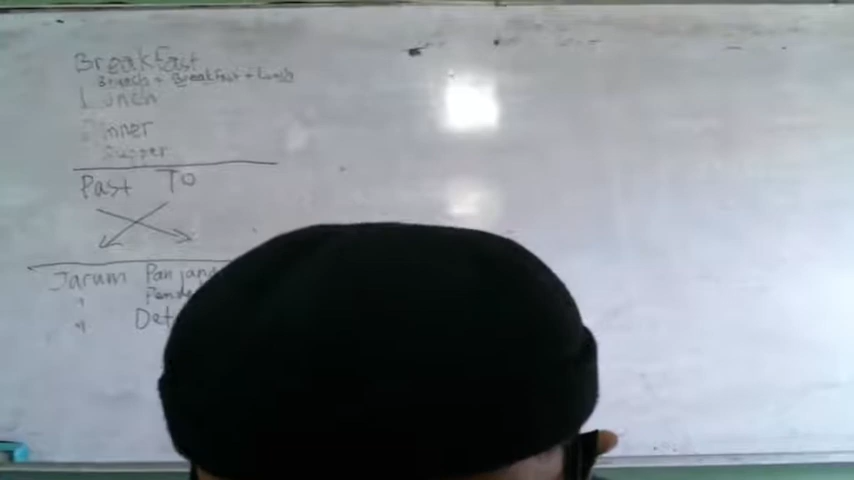 Breakfast
Brunch + Breakfast + Lunch
Lunch
Dinner
Supper
Past To
Jarum Panjang
" Pende
" Det